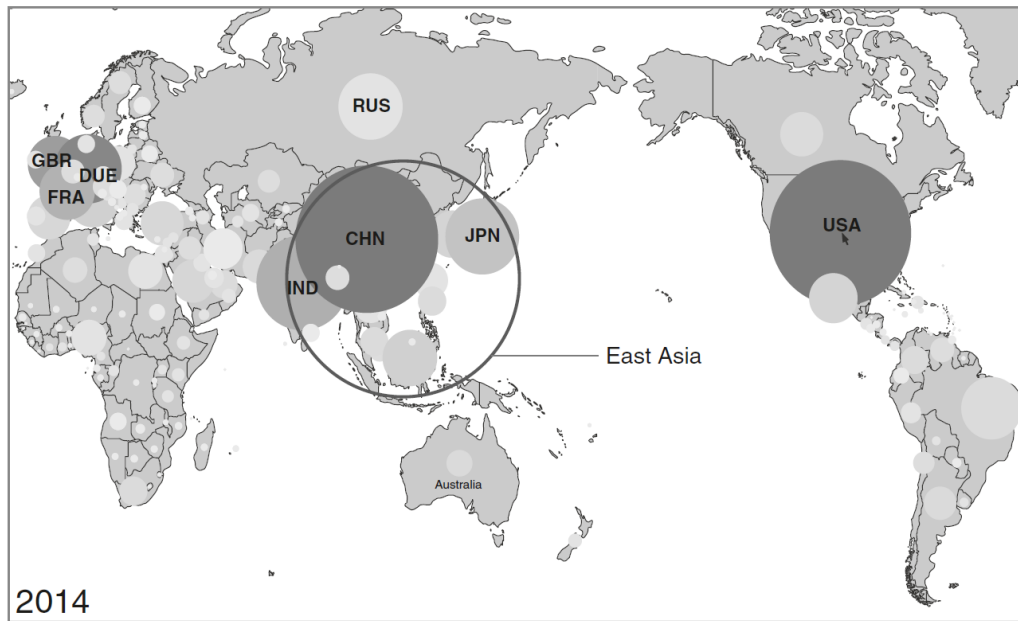 RUS
GBR
DUE
FRA
USA
CHN
JPN
IND
East Asia
Australia
2014